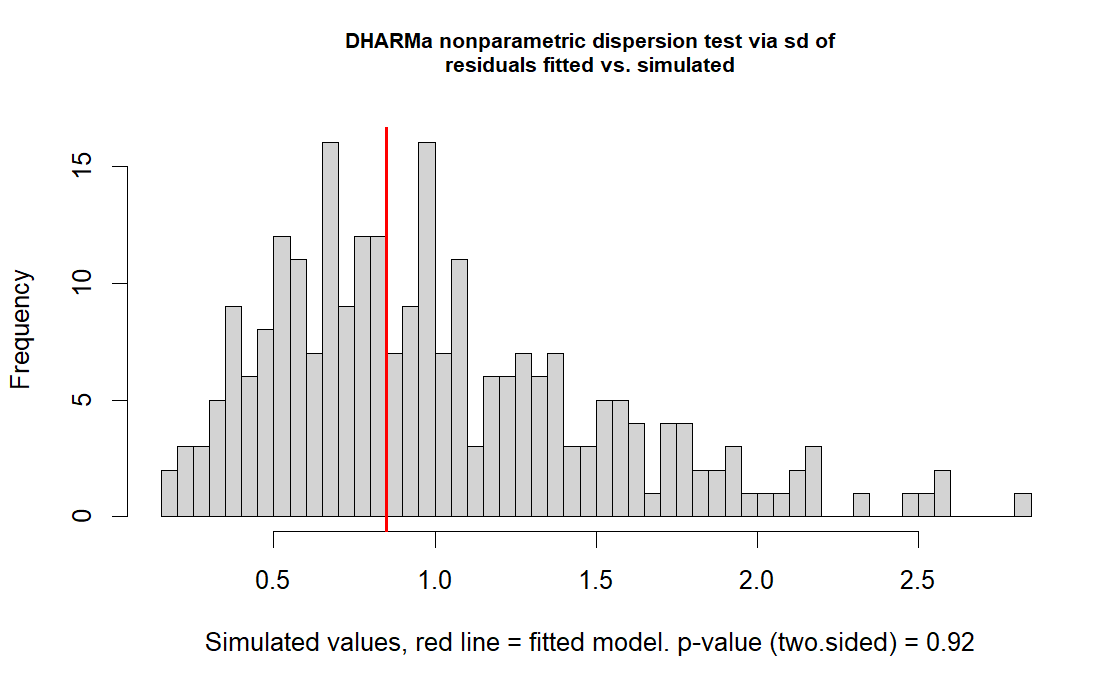 DHARMa nonparametric dispersion test via sd of
residuals fitted vs. simulated
Frequency
15
10
5
0
0.5 1.0 1.5 2.0 2.5
Simulated values, red line = fitted model. p-value (two.sided) = 0.92